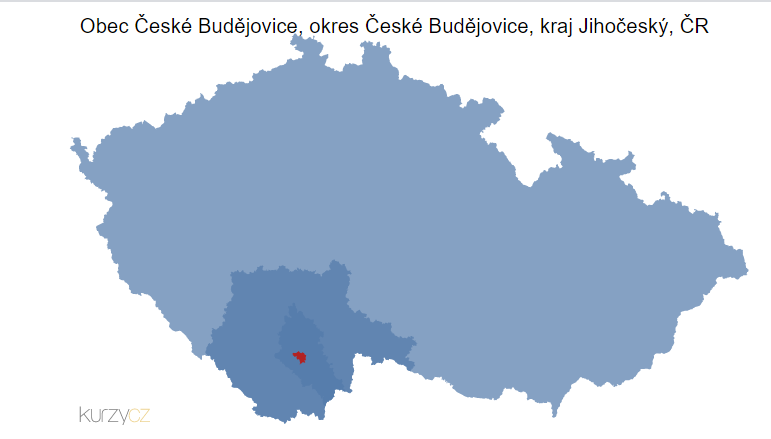 Obec České Budějovice, okres České Budějovice, kraj Jihočeský, ČR
kurzycz